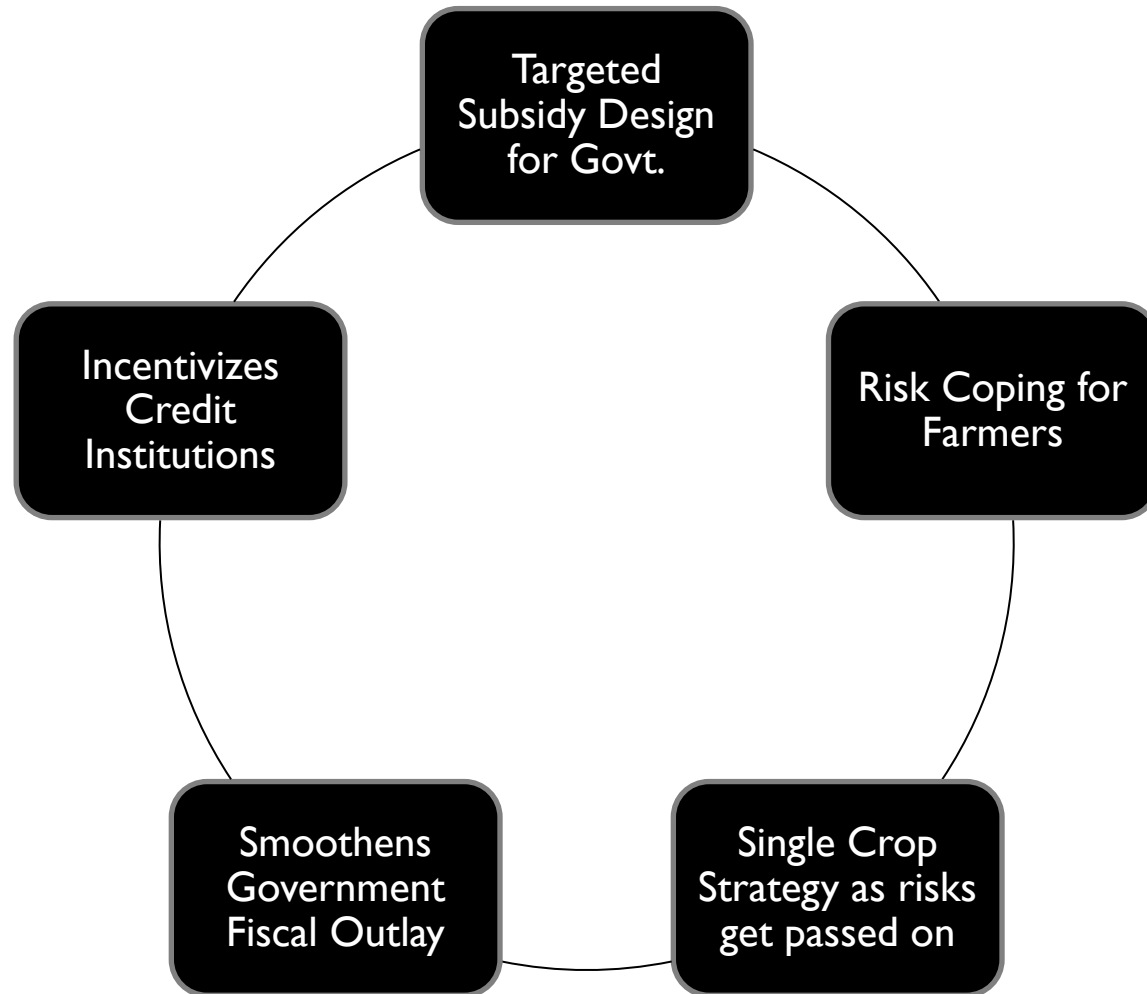 Targeted
Subsidy Design
for Govt.
Risk Coping for
Farmers
Single Crop
Strategy as risks
get passed on
Smoothens
Government
Fiscal Outlay
Incentivizes
Credit
Institutions